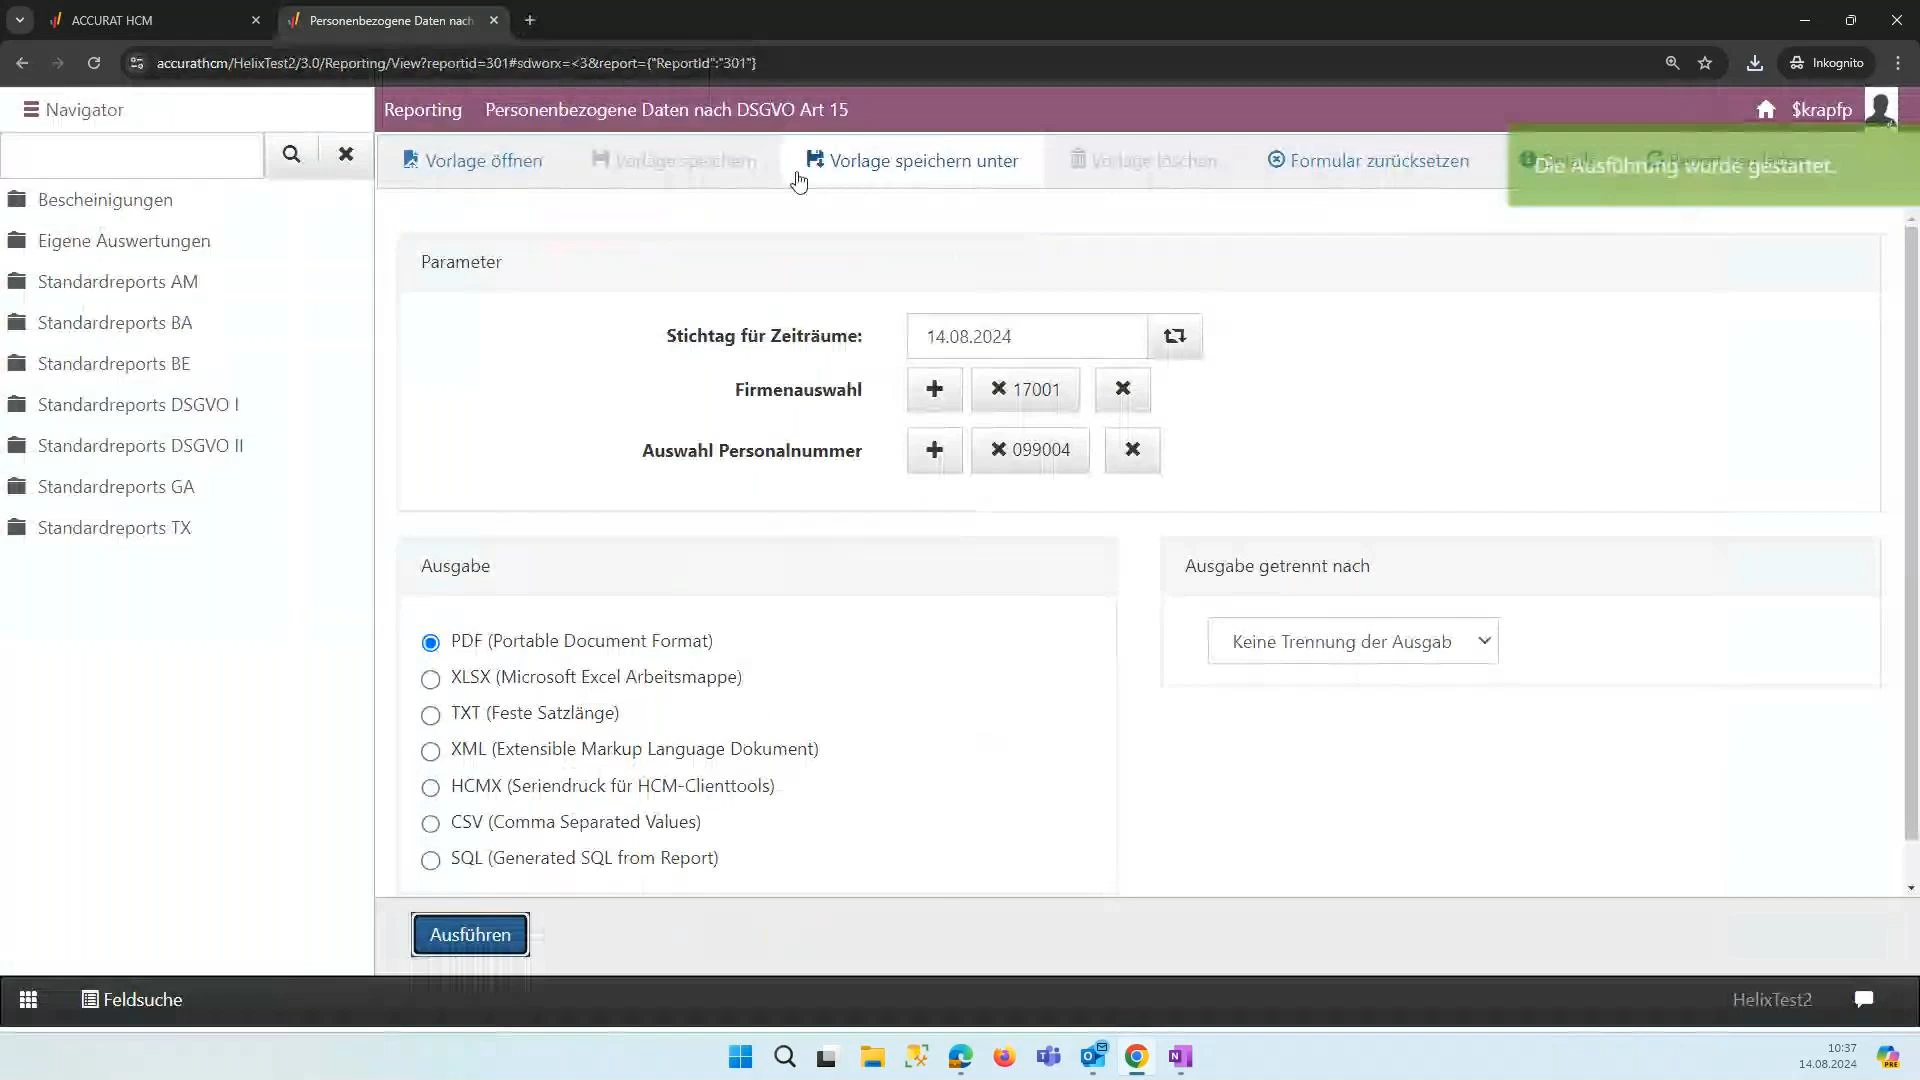 ACCURAT HCM
Personenbezogene Daten nach
accurathcm/HelixTest2/3.0/Reporting/View?reportid=301#sdworx=<3&report={"ReportId":"301"}
Inkognito
Navigator
Reporting
Personenbezogene Daten nach DSGVO Art 15
$krapfp
Vorlage öffnen
Vorlage speichern
Vorlage speichern unter
Vorlage löschen
Formular zurücksetzen
Die Ausführung wurde gestartet.
Bescheinigungen
Eigene Auswertungen
Standardreports AM
Standardreports BA
Standardreports BE
Standardreports DSGVO I
Standardreports DSGVO II
Standardreports GA
Standardreports TX
Parameter
Stichtag für Zeiträume:
14.08.2024
Firmenauswahl
17001
Auswahl Personalnummer
099004
Ausgabe
PDF (Portable Document Format)
XLSX (Microsoft Excel Arbeitsmappe)
TXT (Feste Satzlänge)
XML (Extensible Markup Language Dokument)
HCMX (Seriendruck für HCM-Clienttools)
CSV (Comma Separated Values)
SQL (Generated SQL from Report)
Ausgabe getrennt nach
Keine Trennung der Ausgab
Ausführen
Feldsuche
HelixTest2
10:37
14.08.2024